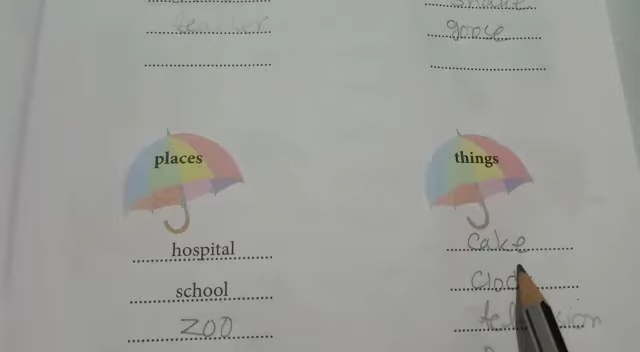 teacher
goose
places
things
hospital
cake
school
zoo